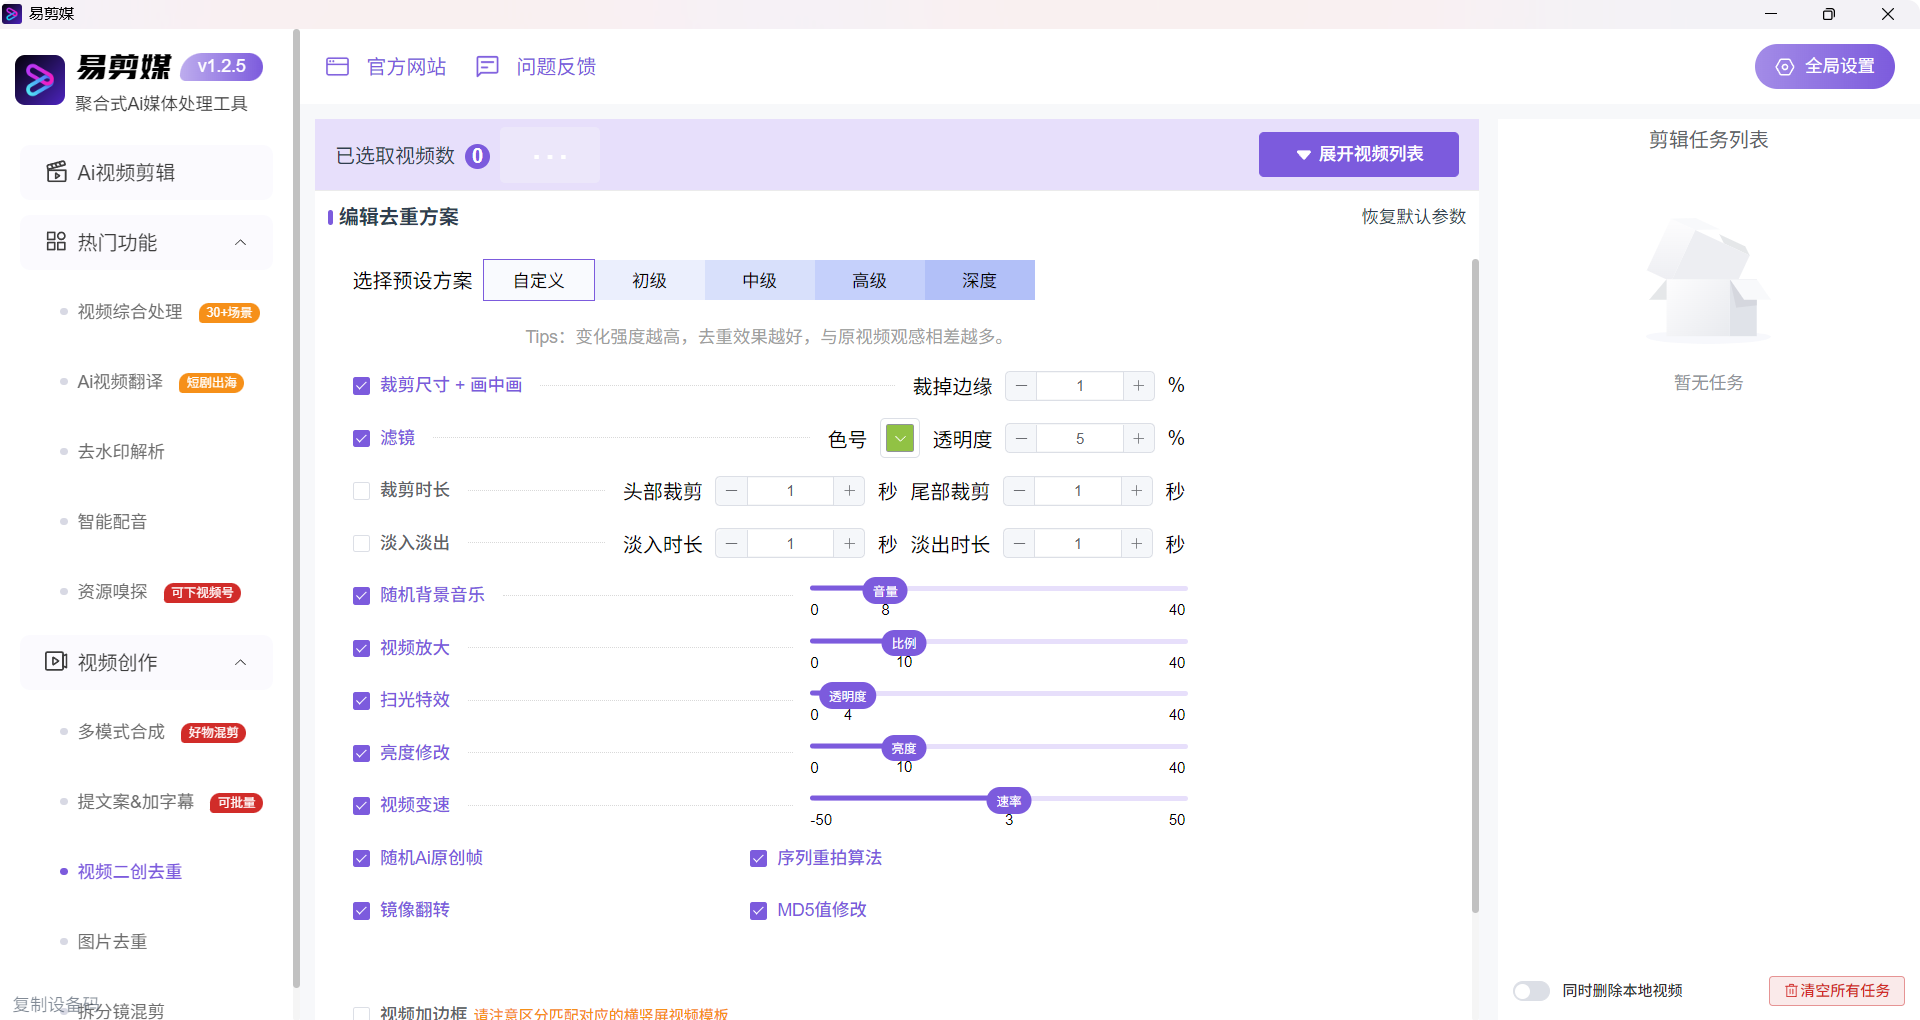 易剪媒
易剪媒 v1.2.5
聚合式Ai媒体处理工具
Ai视频剪辑
热门功能
视频综合处理 30+场景
Ai视频翻译 短剧出海
去水印解析
智能配音
资源嗅探 可下视频号
视频创作
多模式合成 好物混剪
提文案&加字幕 可批量
视频二创去重
图片去重
复制设备码
拆分镜混剪
官方网站 问题反馈
全局设置
已选取视频数 0 ...
展开视频列表
编辑去重方案
恢复默认参数
选择预设方案 自定义 初级 中级 高级 深度
Tips：变化强度越高，去重效果越好，与原视频观感相差越多。
裁剪尺寸 + 画中画 裁掉边缘 1 %
滤镜 色号 透明度 5 %
裁剪时长 头部裁剪 1 秒 尾部裁剪 1 秒
淡入淡出 淡入时长 1 秒 淡出时长 1 秒
随机背景音乐 音量
0 8 40
视频放大 比例
0 10 40
扫光特效 透明度
0 4 40
亮度修改 亮度
0 10 40
视频变速 速率
-50 3 50
随机Ai原创帧 序列重拍算法
镜像翻转 MD5值修改
视频加边框 请注意区分匹配对应的横竖屏视频模板
剪辑任务列表
暂无任务
同时删除本地视频 清空所有任务